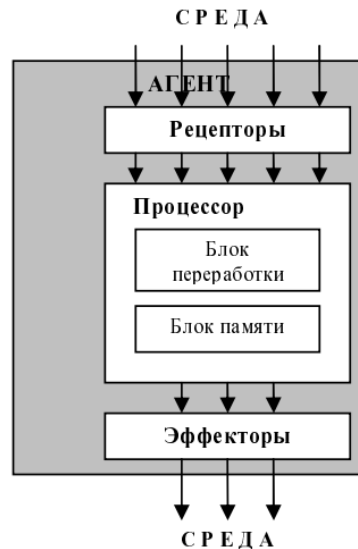 СРЕДА
АГЕНТ
Рецепторы
Процессор
Блок
переработки
Блок памяти
Эффекторы
СРЕДА